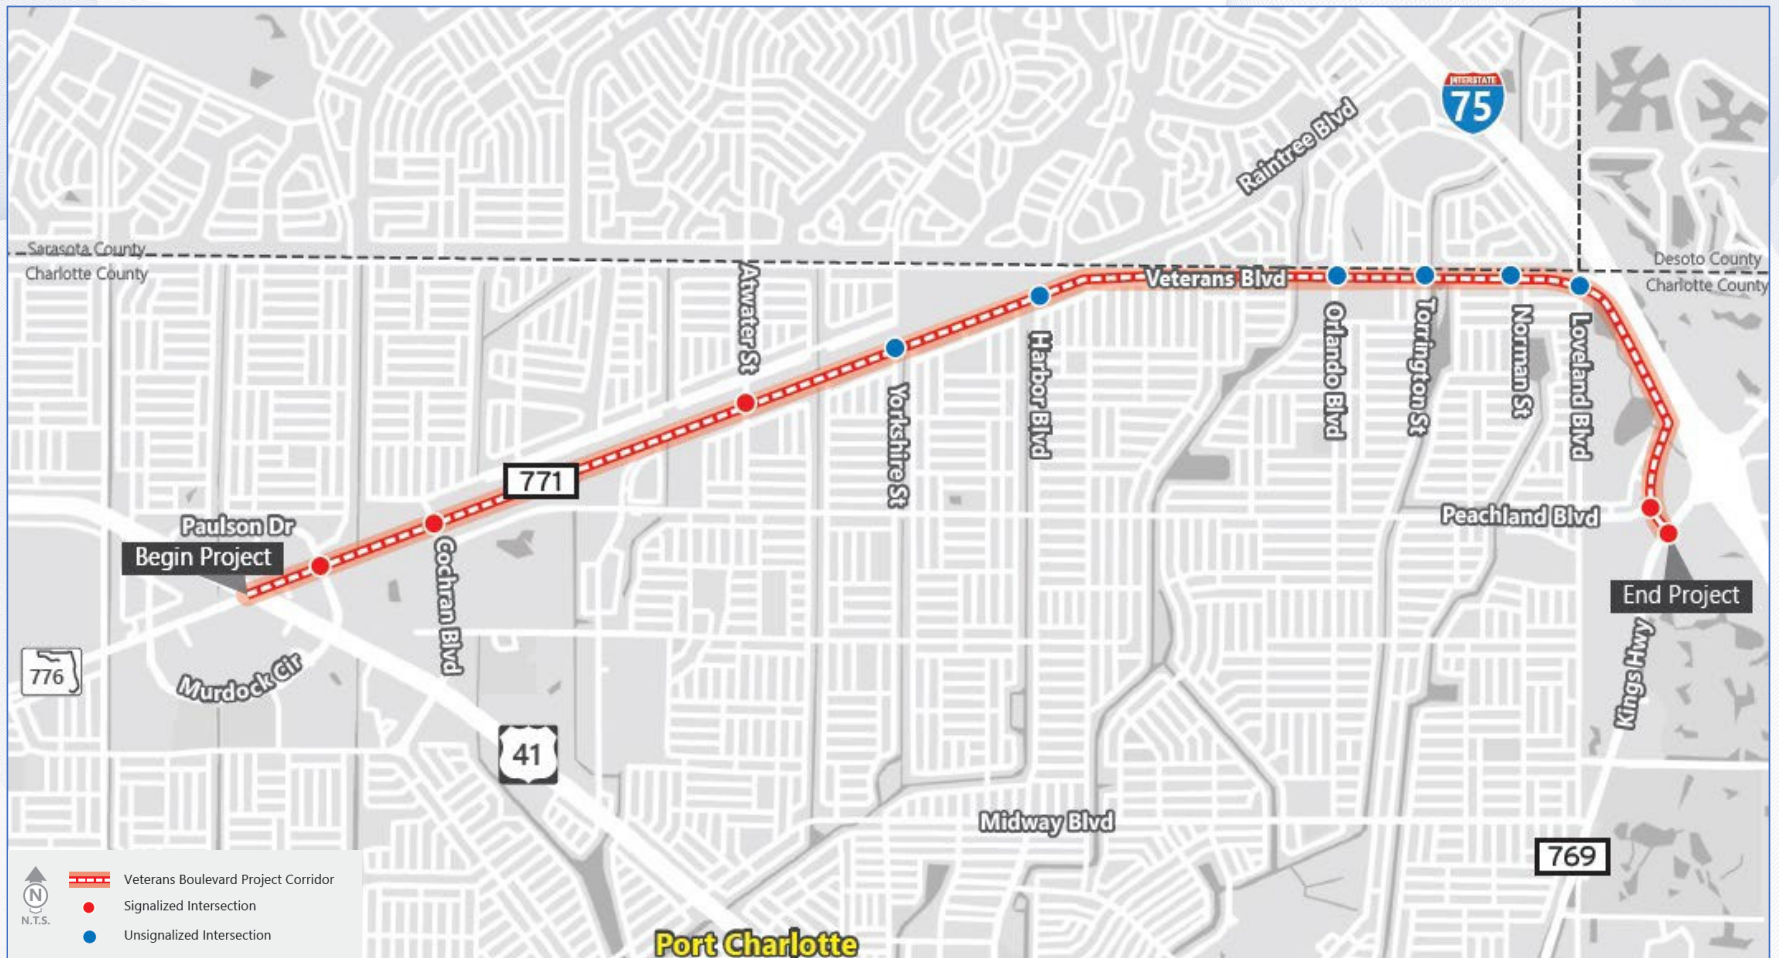 INTERSTATE
75
Raintree Blvd
Sarasota County
Charlotte County
Desoto County
Charlotte County
Veterans Blvd
Atwater St
Yorkshire St
Harbor Blvd
Orlando Blvd
Torrington St
Norman St
Loveland Blvd
771
Paulson Dr
Begin Project
Cochran Blvd
Peachland Blvd
End Project
776
Murdock Cir
Kings Hwy
41
Midway Blvd
769
Port Charlotte
N
N.T.S.
Veterans Boulevard Project Corridor
Signalized Intersection
Unsignalized Intersection